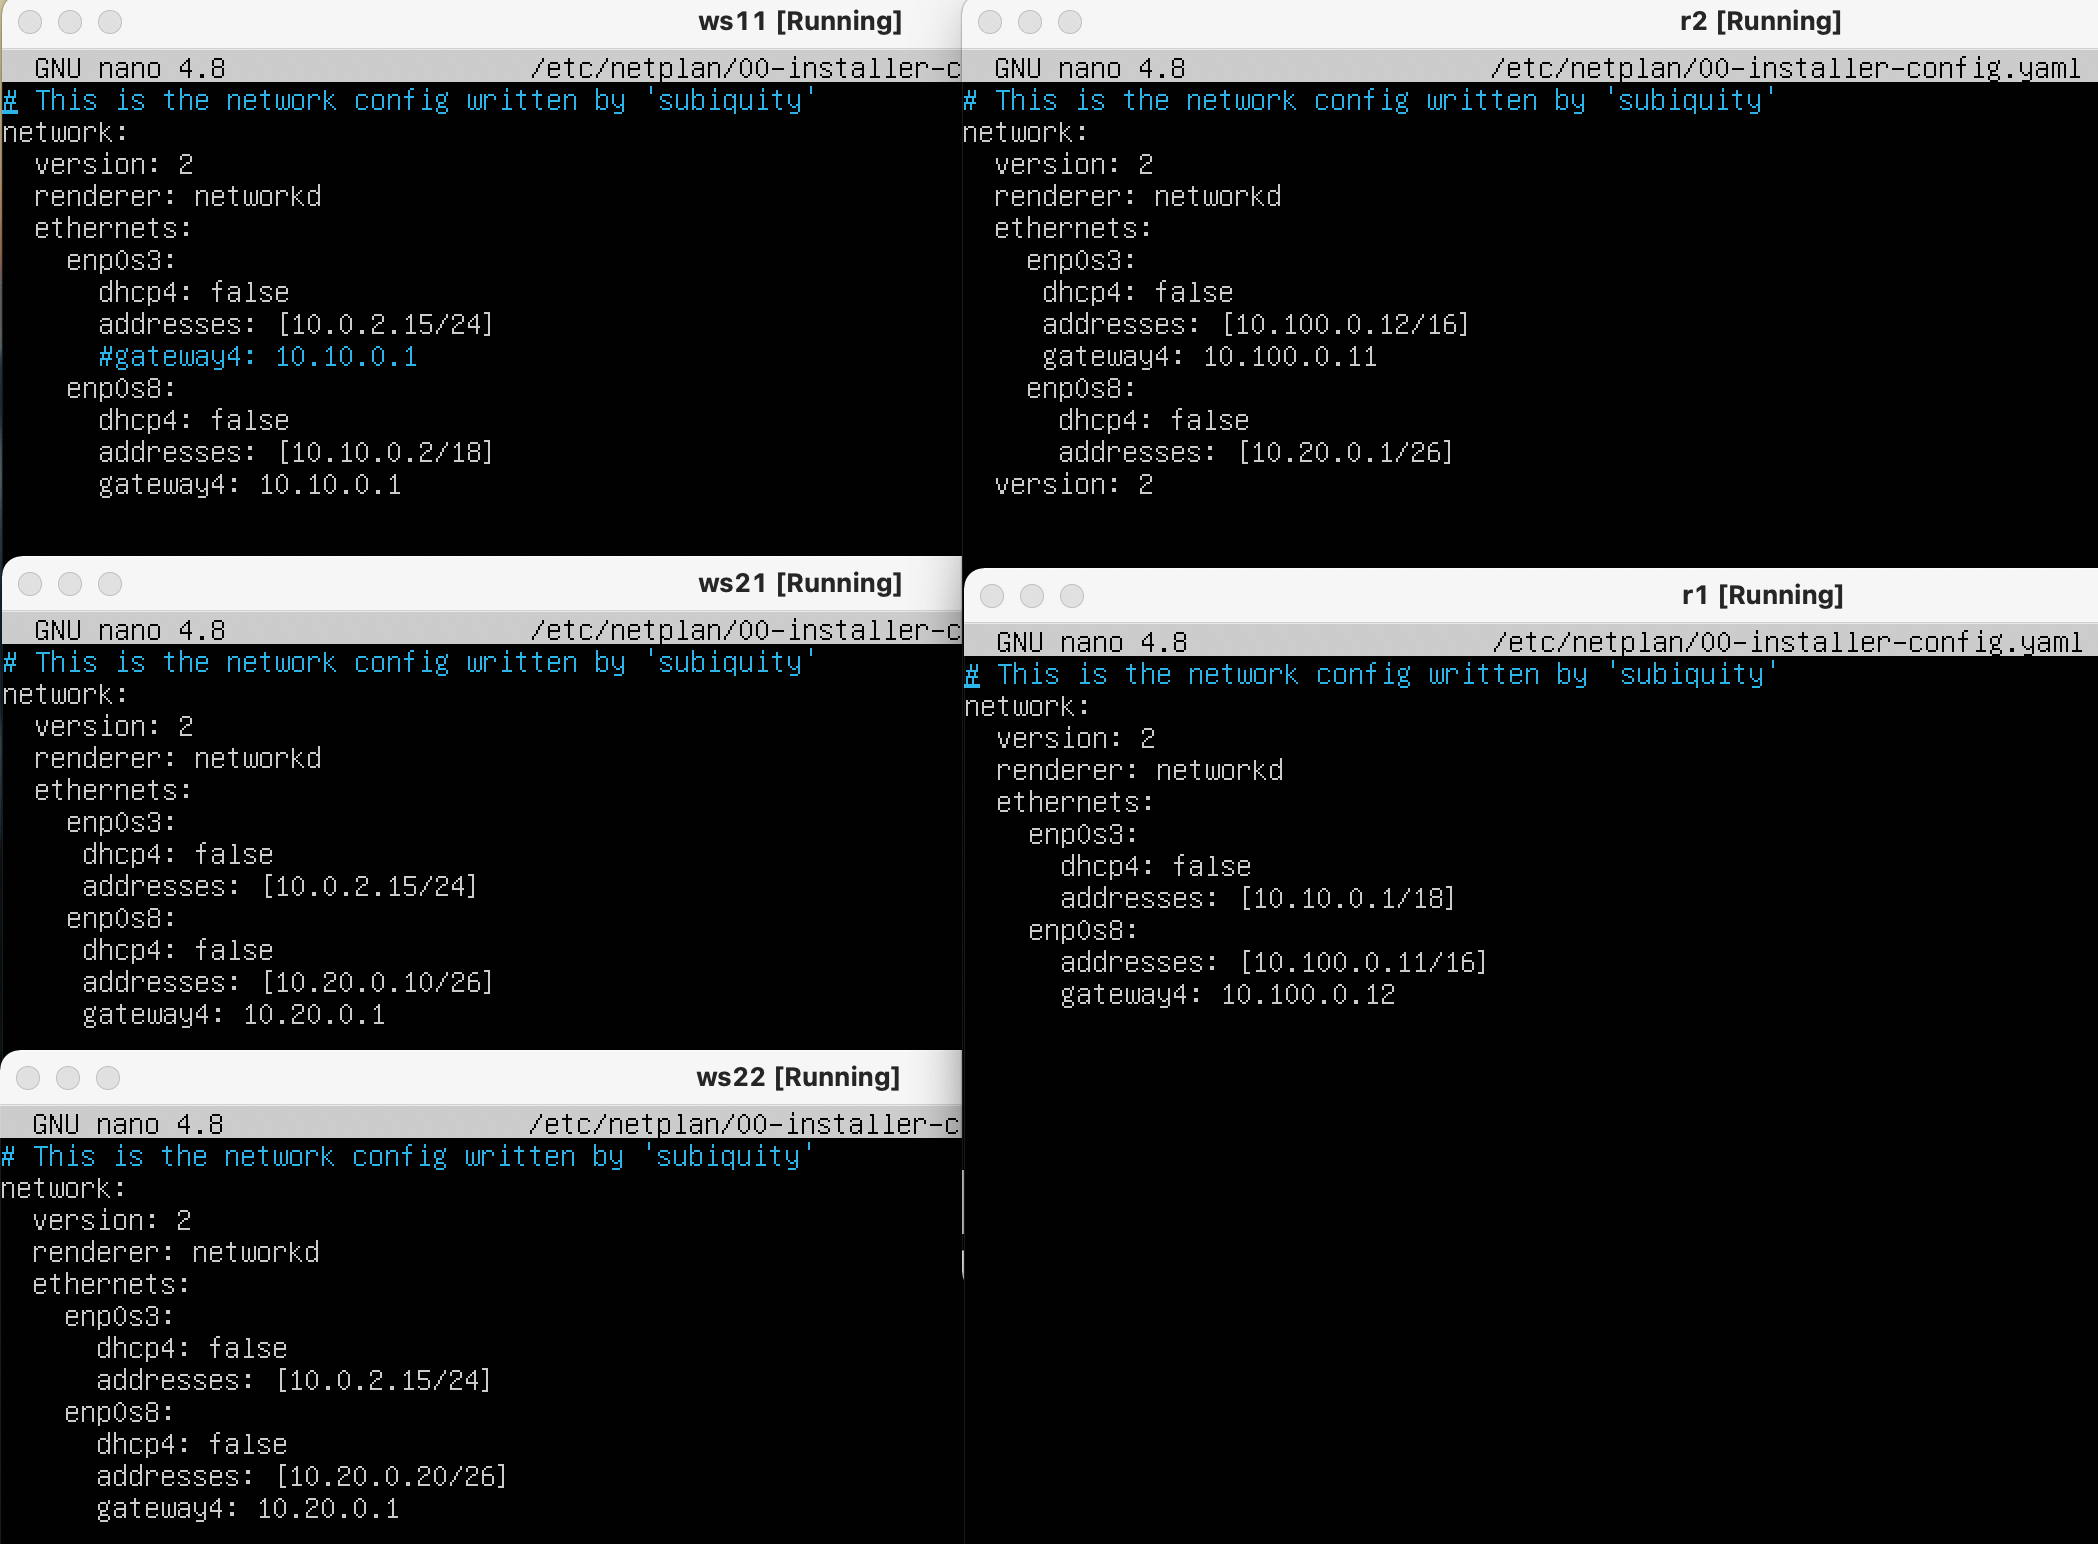 ws11 [Running]
GNU nano 4.8 /etc/netplan/00-installer-c
# This is the network config written by 'subiquity'
network:
  version: 2
  renderer: networkd
  ethernets:
    enp0s3:
      dhcp4: false
      addresses: [10.0.2.15/24]
      #gateway4: 10.10.0.1
    enp0s8:
      dhcp4: false
      addresses: [10.10.0.2/18]
      gateway4: 10.10.0.1
ws21 [Running]
GNU nano 4.8 /etc/netplan/00-installer-c
# This is the network config written by 'subiquity'
network:
  version: 2
  renderer: networkd
  ethernets:
    enp0s3:
     dhcp4: false
     addresses: [10.0.2.15/24]
    enp0s8:
     dhcp4: false
     addresses: [10.20.0.10/26]
     gateway4: 10.20.0.1
ws22 [Running]
GNU nano 4.8 /etc/netplan/00-installer-c
# This is the network config written by 'subiquity'
network:
  version: 2
  renderer: networkd
  ethernets:
    enp0s3:
      dhcp4: false
      addresses: [10.0.2.15/24]
    enp0s8:
      dhcp4: false
      addresses: [10.20.0.20/26]
      gateway4: 10.20.0.1
r2 [Running]
GNU nano 4.8 /etc/netplan/00-installer-config.yaml
# This is the network config written by 'subiquity'
network:
  version: 2
  renderer: networkd
  ethernets:
    enp0s3:
     dhcp4: false
     addresses: [10.100.0.12/16]
     gateway4: 10.100.0.11
    enp0s8:
      dhcp4: false
      addresses: [10.20.0.1/26]
  version: 2
r1 [Running]
GNU nano 4.8 /etc/netplan/00-installer-config.yaml
# This is the network config written by 'subiquity'
network:
  version: 2
  renderer: networkd
  ethernets:
    enp0s3:
      dhcp4: false
      addresses: [10.10.0.1/18]
    enp0s8:
      addresses: [10.100.0.11/16]
      gateway4: 10.100.0.12